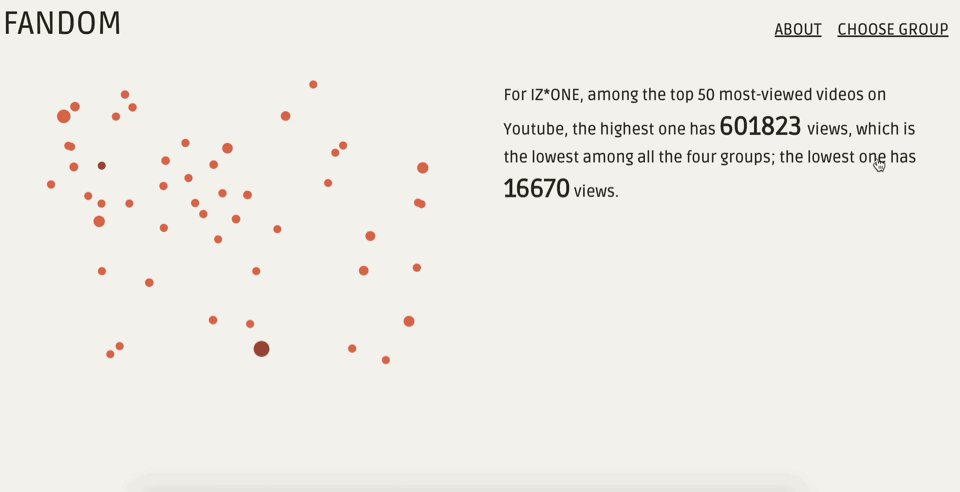 FANDOM
ABOUT CHOOSE GROUP
For IZ*ONE, among the top 50 most-viewed videos on
Youtube, the highest one has 601823 views, which is
the lowest among all the four groups; the lowest one has
16670 views.